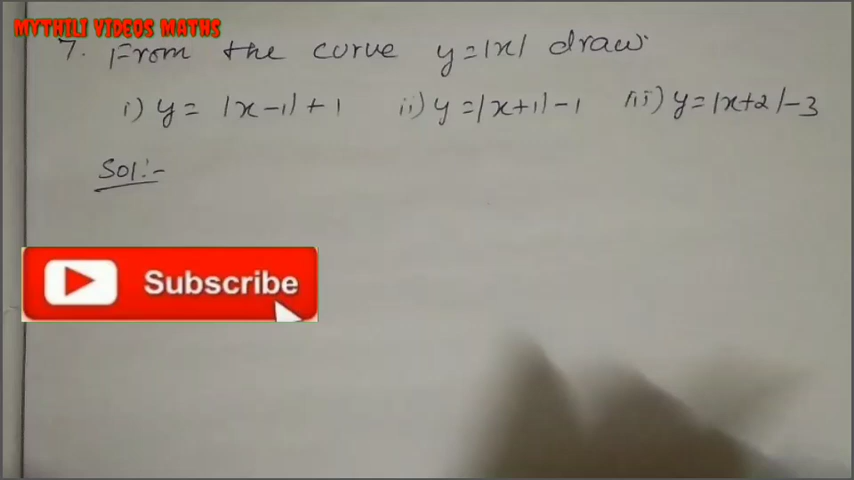 MYTHILI VIDEOS MATHS
7. From the curve y=|x| draw
i) y = |x-1|+1 ii) y =|x+1|-1 iii) y=|x+2|-3
Sol:-
Subscribe